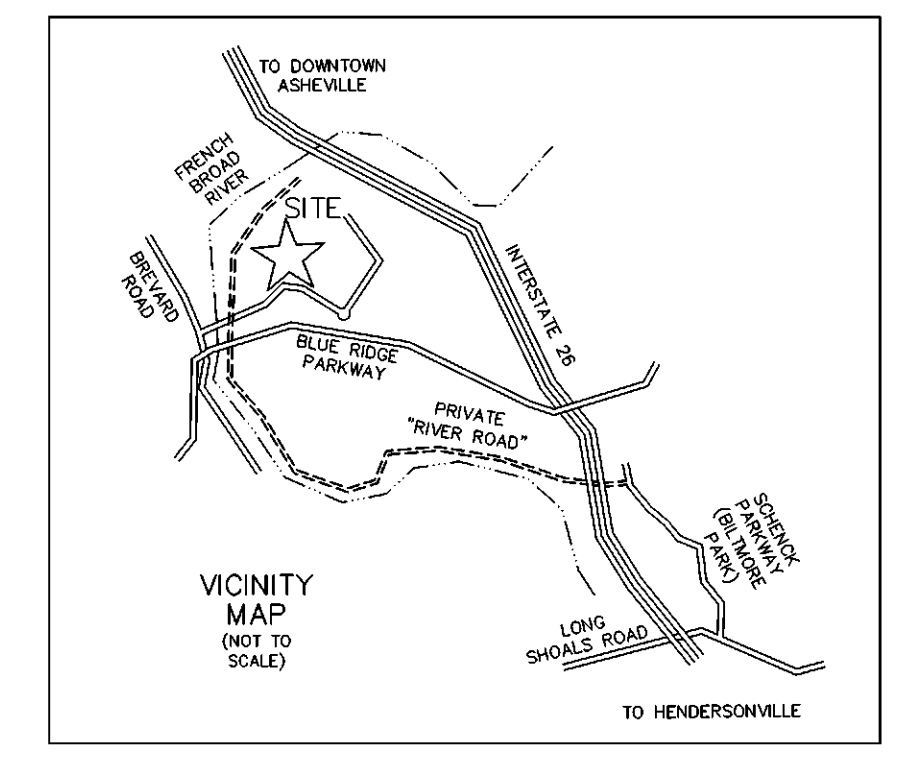 TO DOWNTOWN
ASHEVILLE
FRENCH
BROAD
RIVER
SITE
BREVARD
ROAD
INTERSTATE 26
BLUE RIDGE
PARKWAY
PRIVATE
"RIVER ROAD"
SCHENCK
PARKWAY
(BILTMORE
PARK)
VICINITY
MAP
(NOT TO
SCALE)
LONG
SHOALS ROAD
TO HENDERSONVILLE